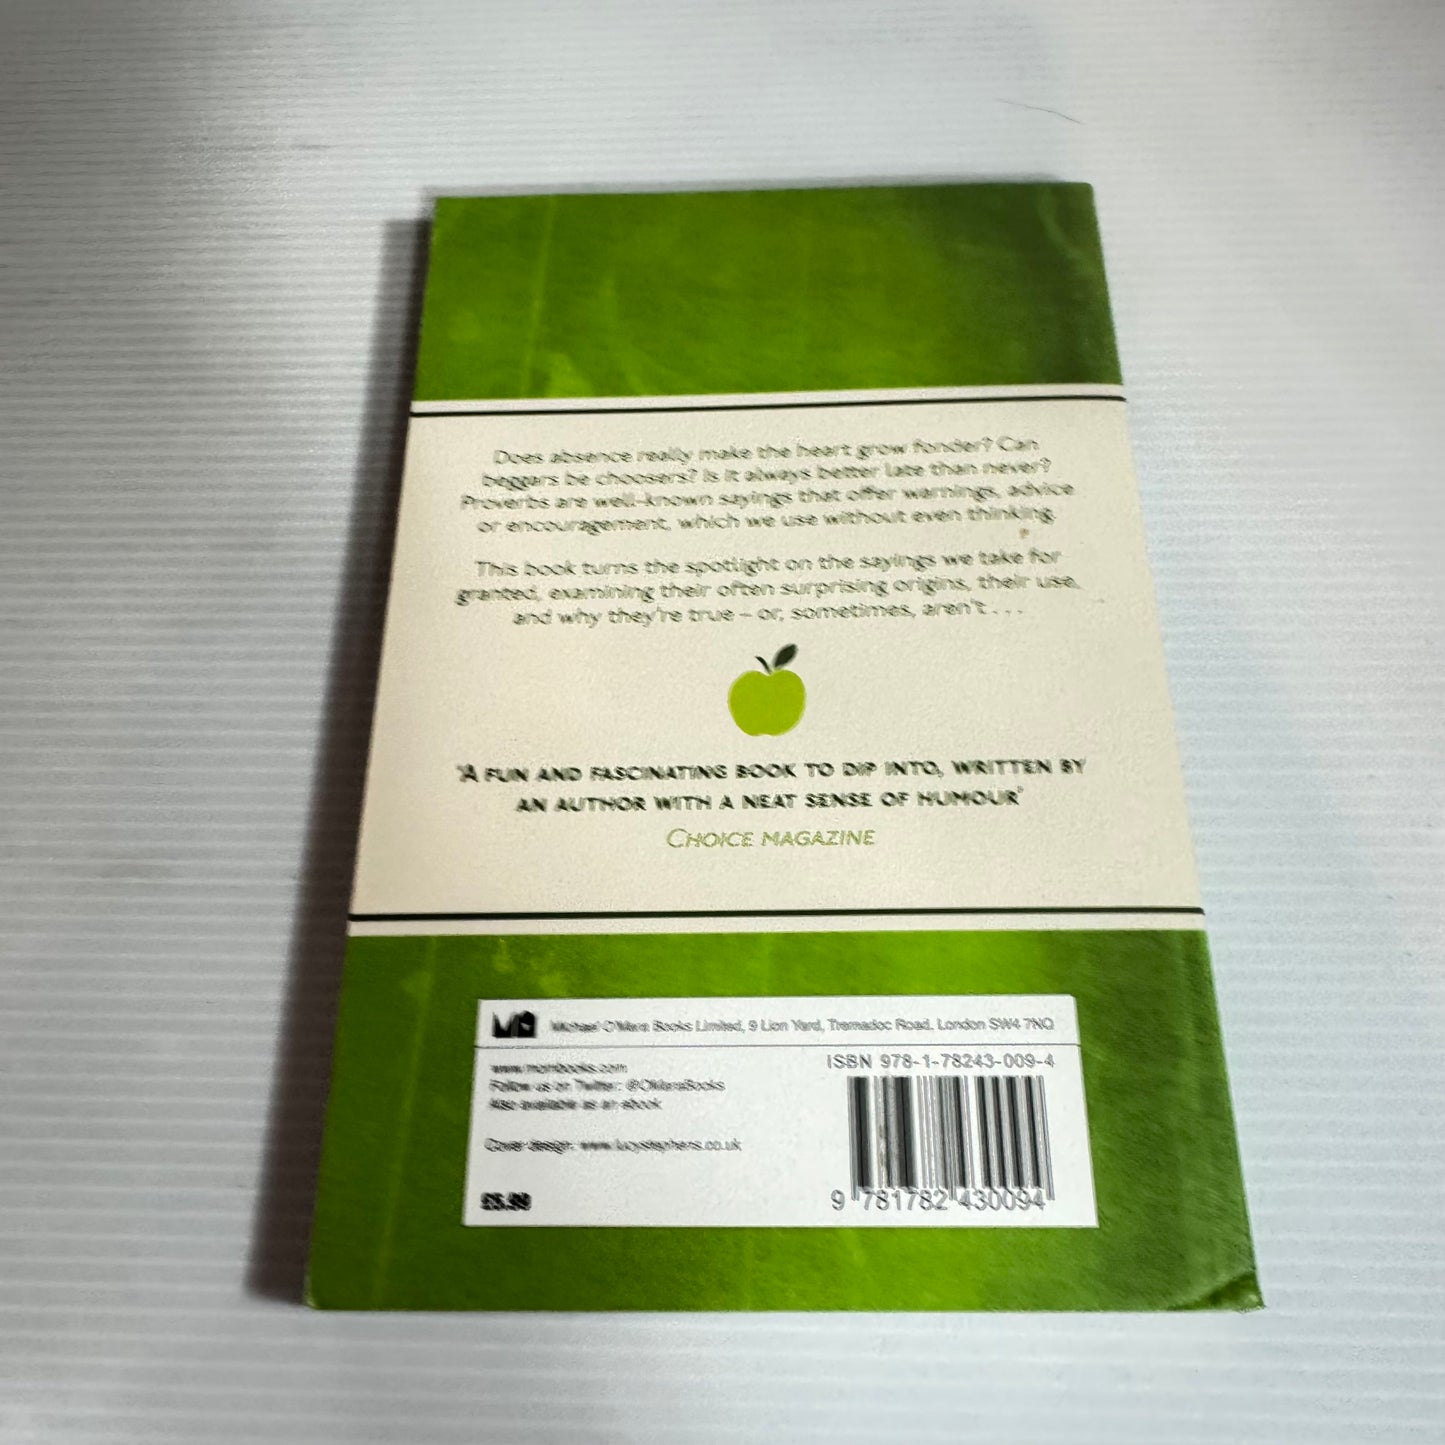 Does absence really make the heart grow fonder? Can
beggars be choosers? Is it always better late than never?
Proverbs are well-known sayings that offer warnings, advice
or encouragement, which we use without even thinking.
This book turns the spotlight on the sayings we take for
granted, examining their often surprising origins, their use,
and why they're true – or, sometimes, aren't . . .
'A FUN AND FASCINATING BOOK TO DIP INTO, WRITTEN BY
AN AUTHOR WITH A NEAT SENSE OF HUMOUR'
CHOICE MAGAZINE
Michael O'Mara Books Limited, 9 Lion Yard, Tremadoc Road, London SW4 7NQ
www.mombooks.com
Follow us on Twitter: @OMaraBooks
Also available as an ebook
Cover design: www.lucystephens.co.uk
£5.99
ISBN 978-1-78243-009-4
9 781782 430094